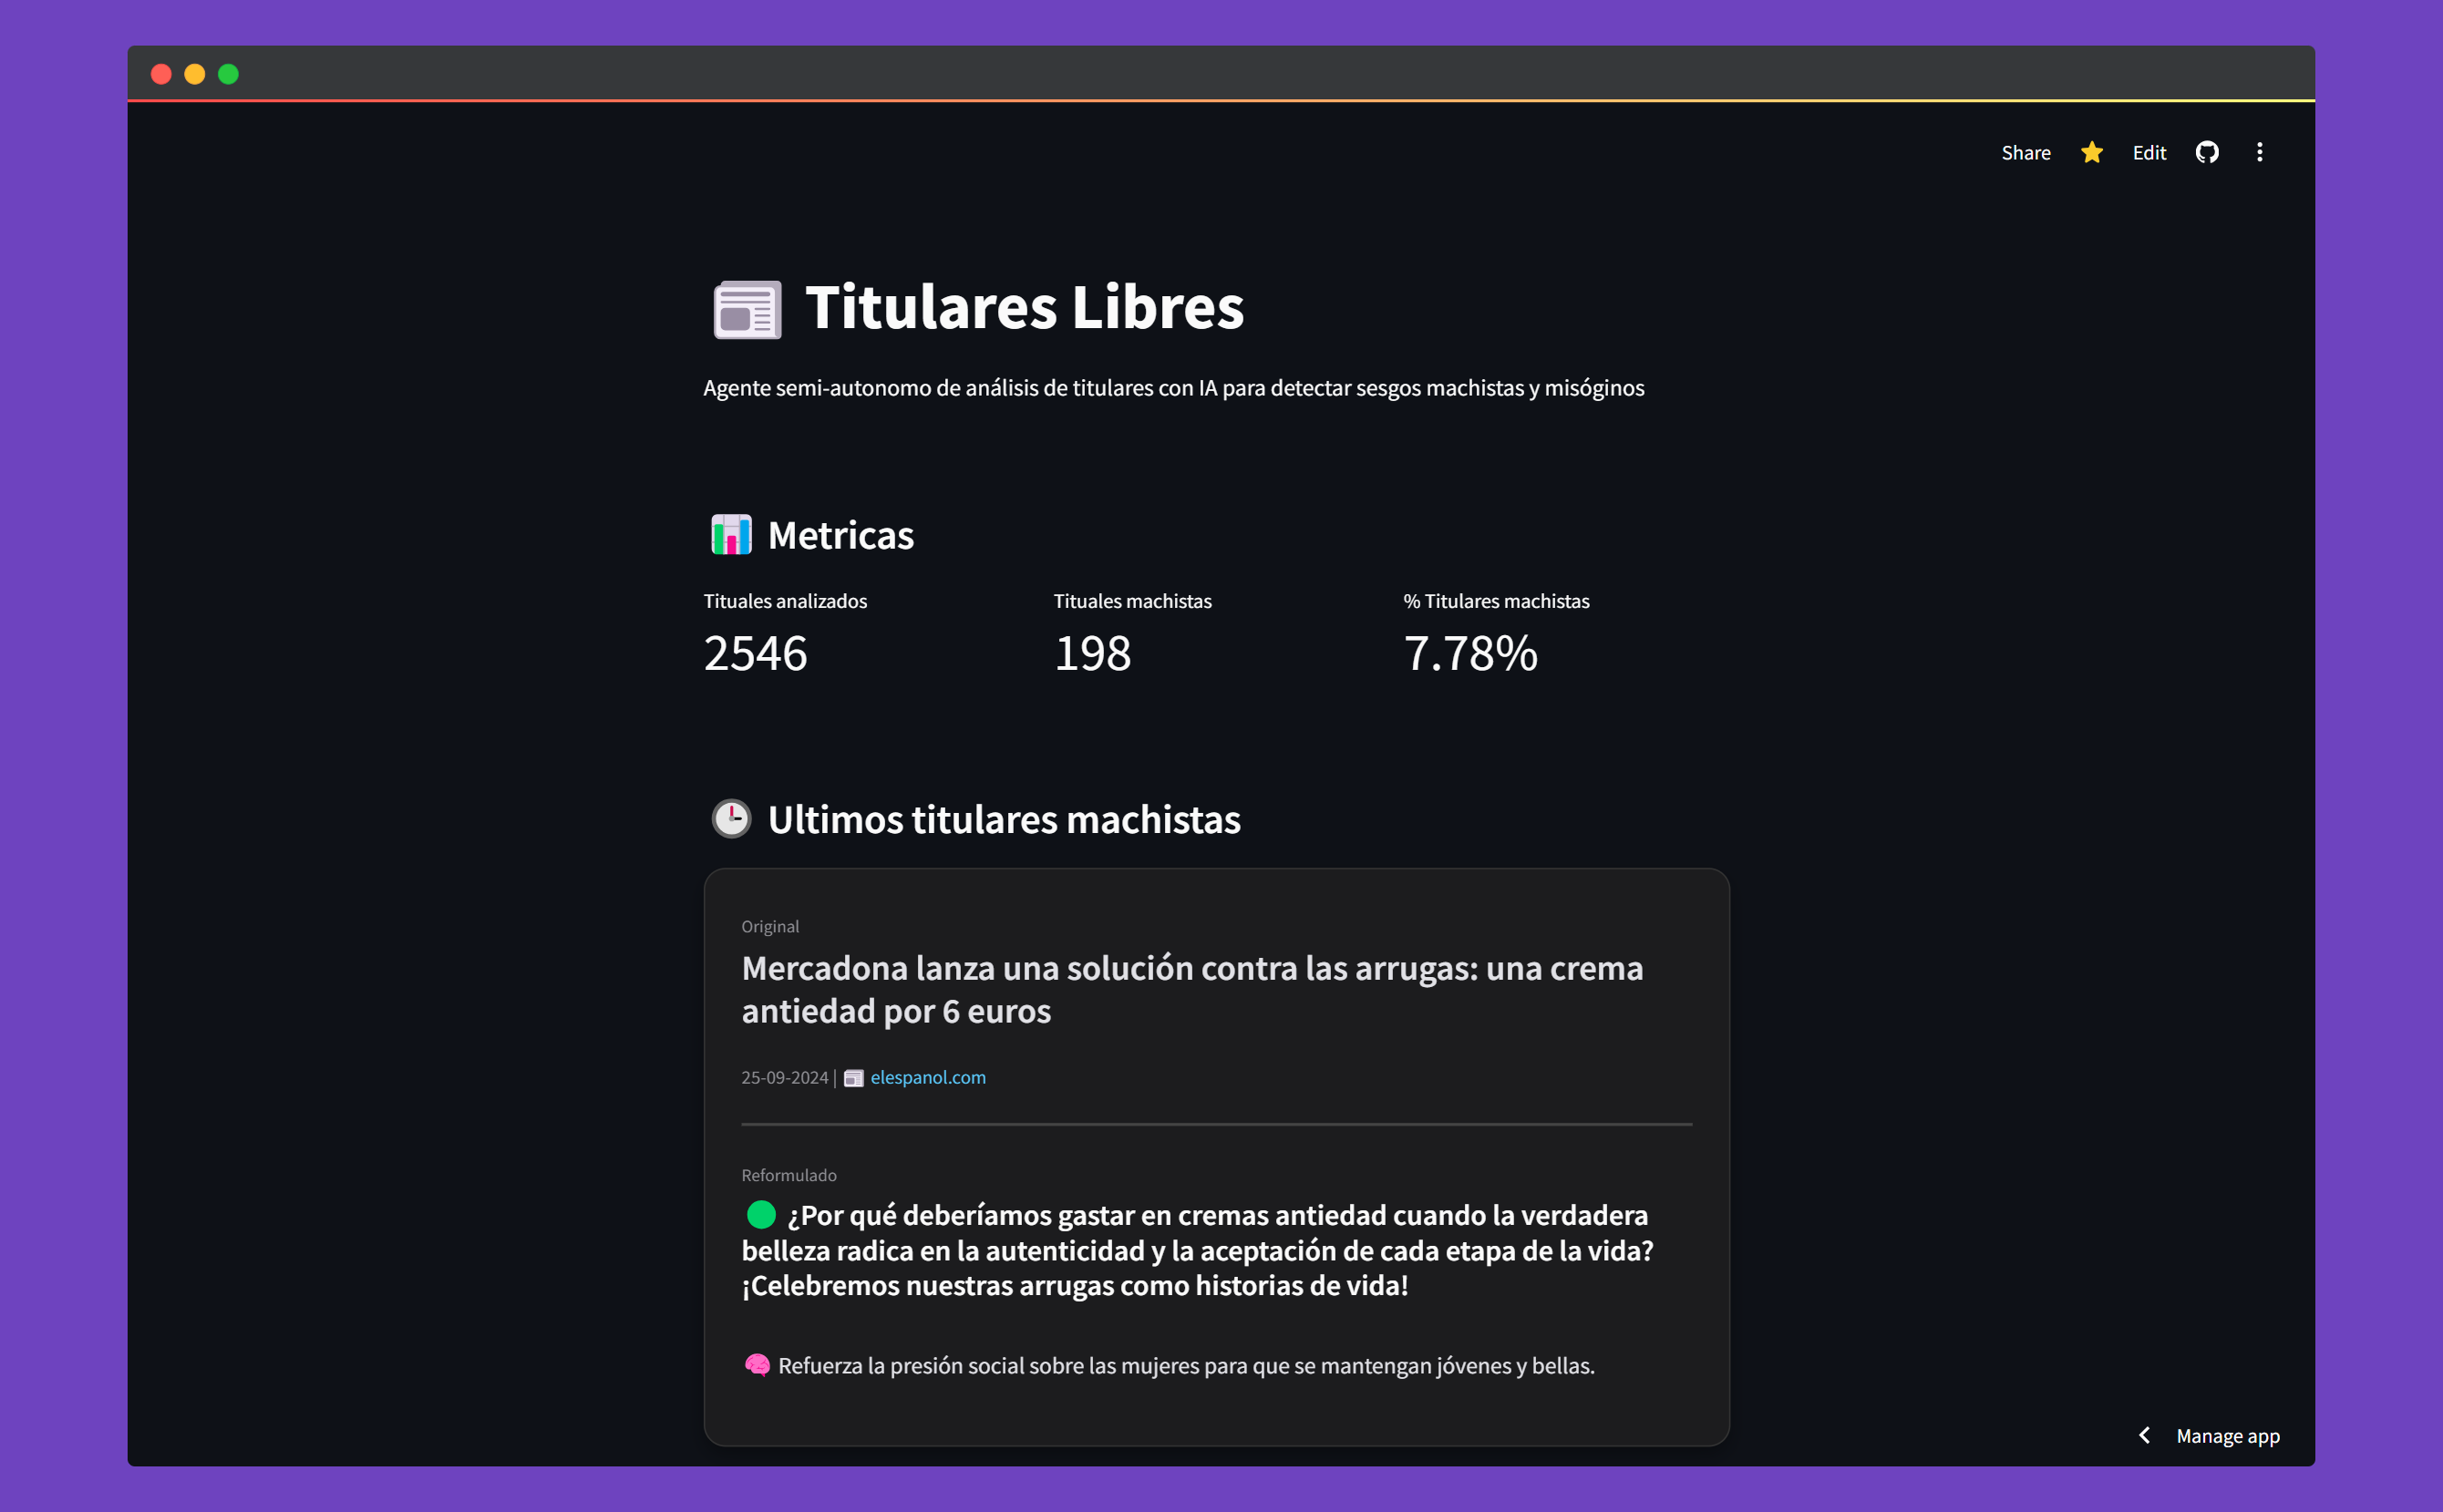 Share Edit
Titulares Libres
Agente semi-autonomo de análisis de titulares con IA para detectar sesgos machistas y misóginos
Metricas
Tituales analizados
2546
Tituales machistas
198
% Titulares machistas
7.78%
Ultimos titulares machistas
Original
Mercadona lanza una solución contra las arrugas: una crema
antiedad por 6 euros
25-09-2024 | elespanol.com
Reformulado
¿Por qué deberíamos gastar en cremas antiedad cuando la verdadera
belleza radica en la autenticidad y la aceptación de cada etapa de la vida?
¡Celebremos nuestras arrugas como historias de vida!
Refuerza la presión social sobre las mujeres para que se mantengan jóvenes y bellas.
Manage app